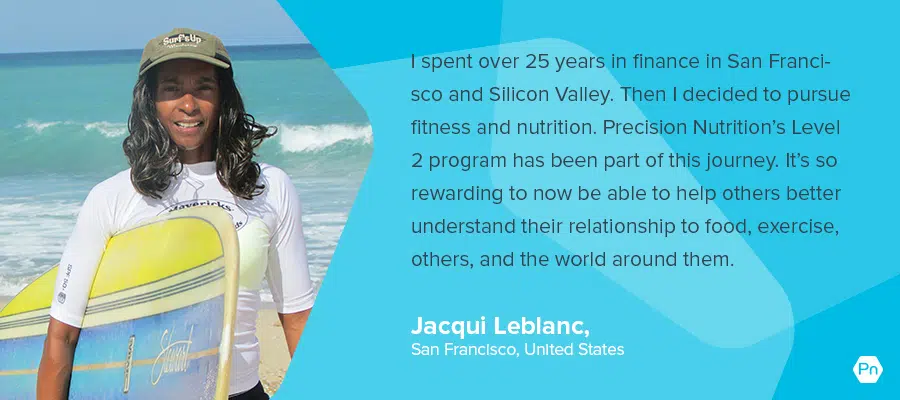 Surf'sUp
Mavericks
I spent over 25 years in finance in San Franci-
sco and Silicon Valley. Then I decided to pursue
fitness and nutrition. Precision Nutrition’s Level
2 program has been part of this journey. It’s so
rewarding to now be able to help others better
understand their relationship to food, exercise,
others, and the world around them.
Jacqui Leblanc,
San Francisco, United States
Pn